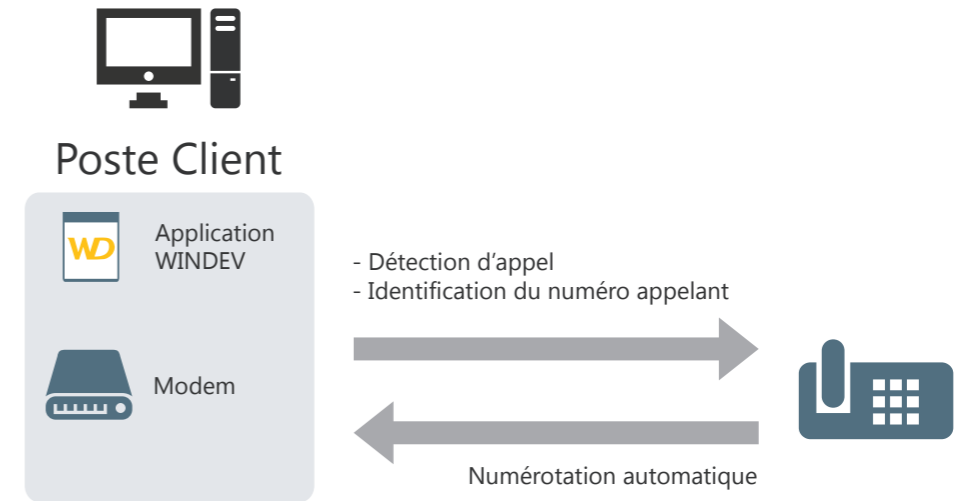 Poste Client
WD
Application
WINDEV
- Détection d’appel
- Identification du numéro appelant
Modem
Numérotation automatique